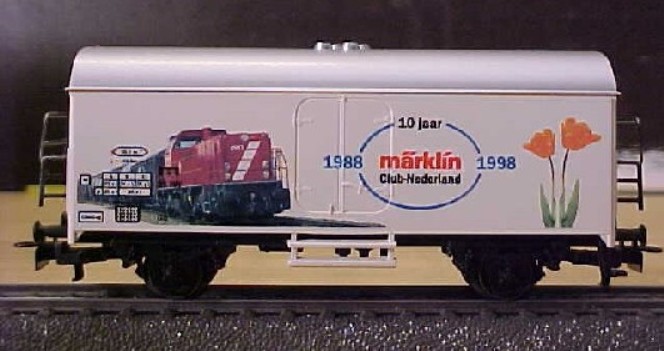 10 jaar
1988 märklin 1998
Club-Nederland